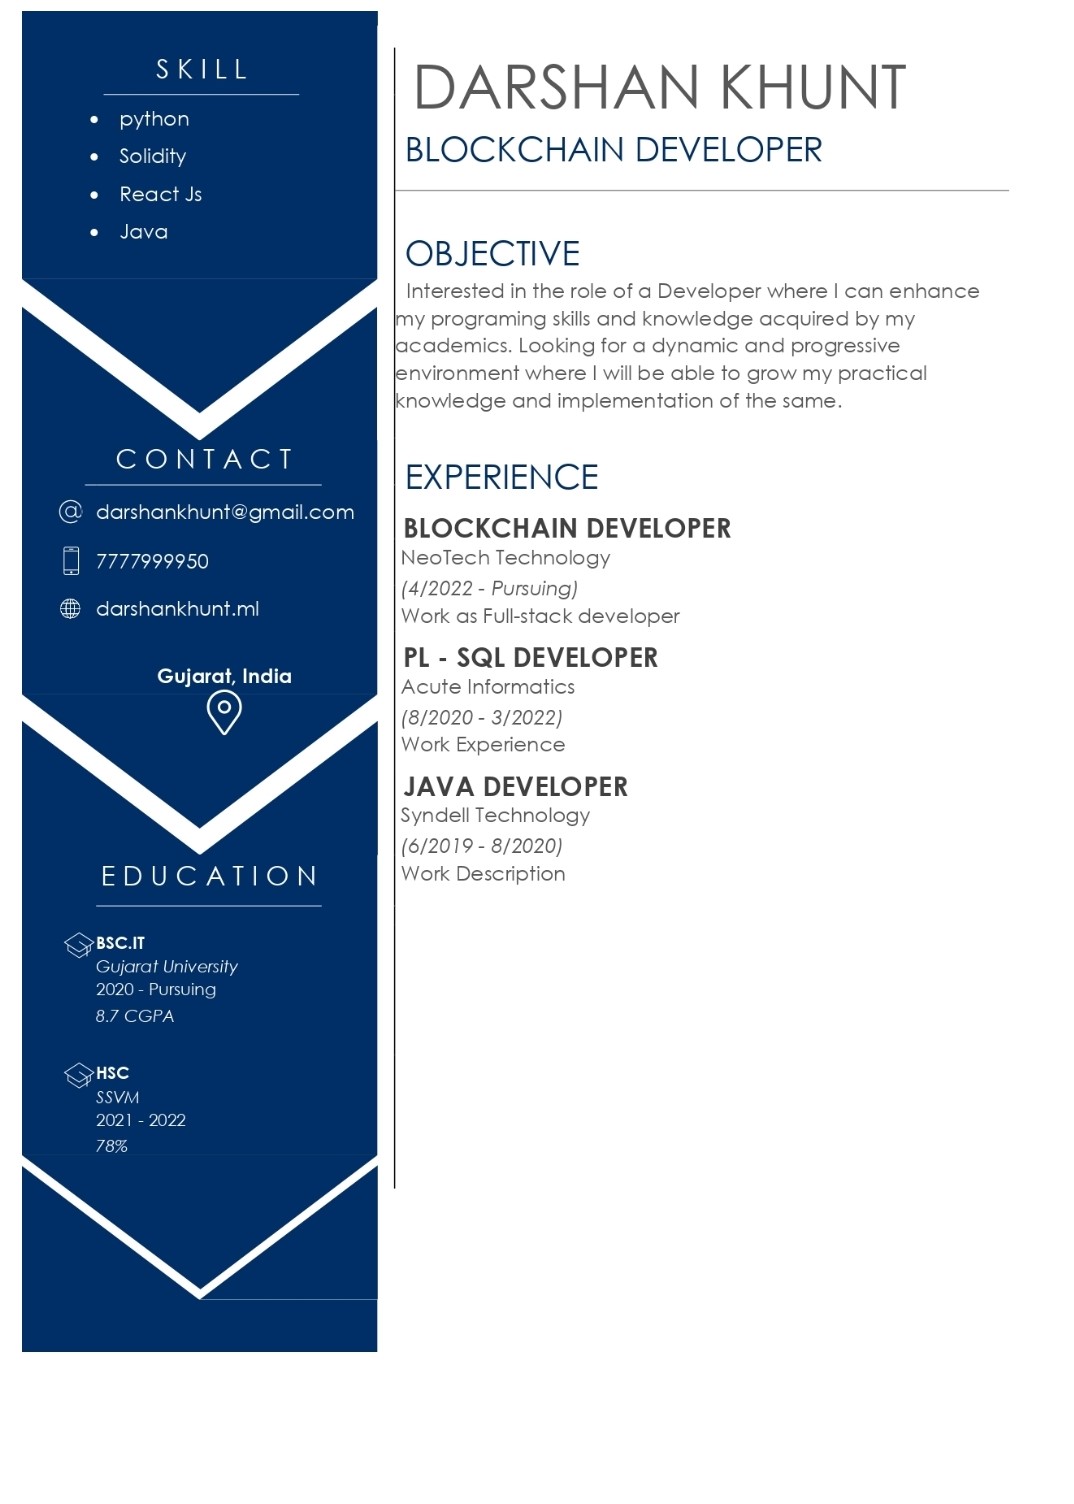 SKILL
• python
• Solidity
• React Js
• Java
CONTACT
darshankhunt@gmail.com
7777999950
darshankhunt.ml
Gujarat, India
EDUCATION
BSC.IT
Gujarat University
2020 - Pursuing
8.7 CGPA
HSC
SSVM
2021 - 2022
78%
DARSHAN KHUNT
BLOCKCHAIN DEVELOPER
OBJECTIVE
Interested in the role of a Developer where I can enhance
my programing skills and knowledge acquired by my
academics. Looking for a dynamic and progressive
environment where I will be able to grow my practical
knowledge and implementation of the same.
EXPERIENCE
BLOCKCHAIN DEVELOPER
NeoTech Technology
(4/2022 - Pursuing)
Work as Full-stack developer
PL - SQL DEVELOPER
Acute Informatics
(8/2020 - 3/2022)
Work Experience
JAVA DEVELOPER
Syndell Technology
(6/2019 - 8/2020)
Work Description